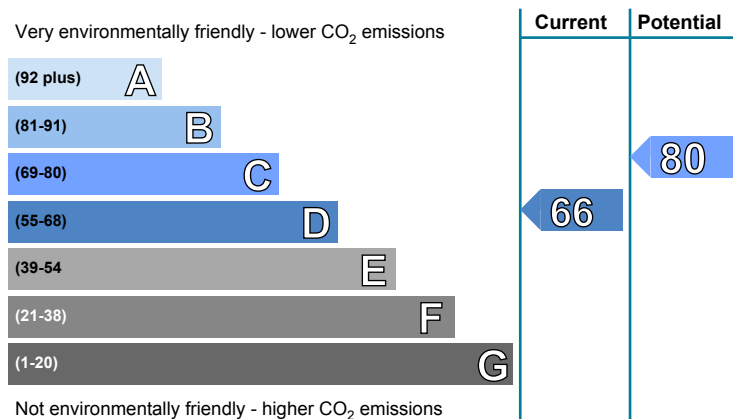 Very environmentally friendly - lower CO₂ emissions
Current
Potential
(92 plus) A
(81-91) B
(69-80) C
80
(55-68) D
66
(39-54 E
(21-38) F
(1-20) G
Not environmentally friendly - higher CO₂ emissions